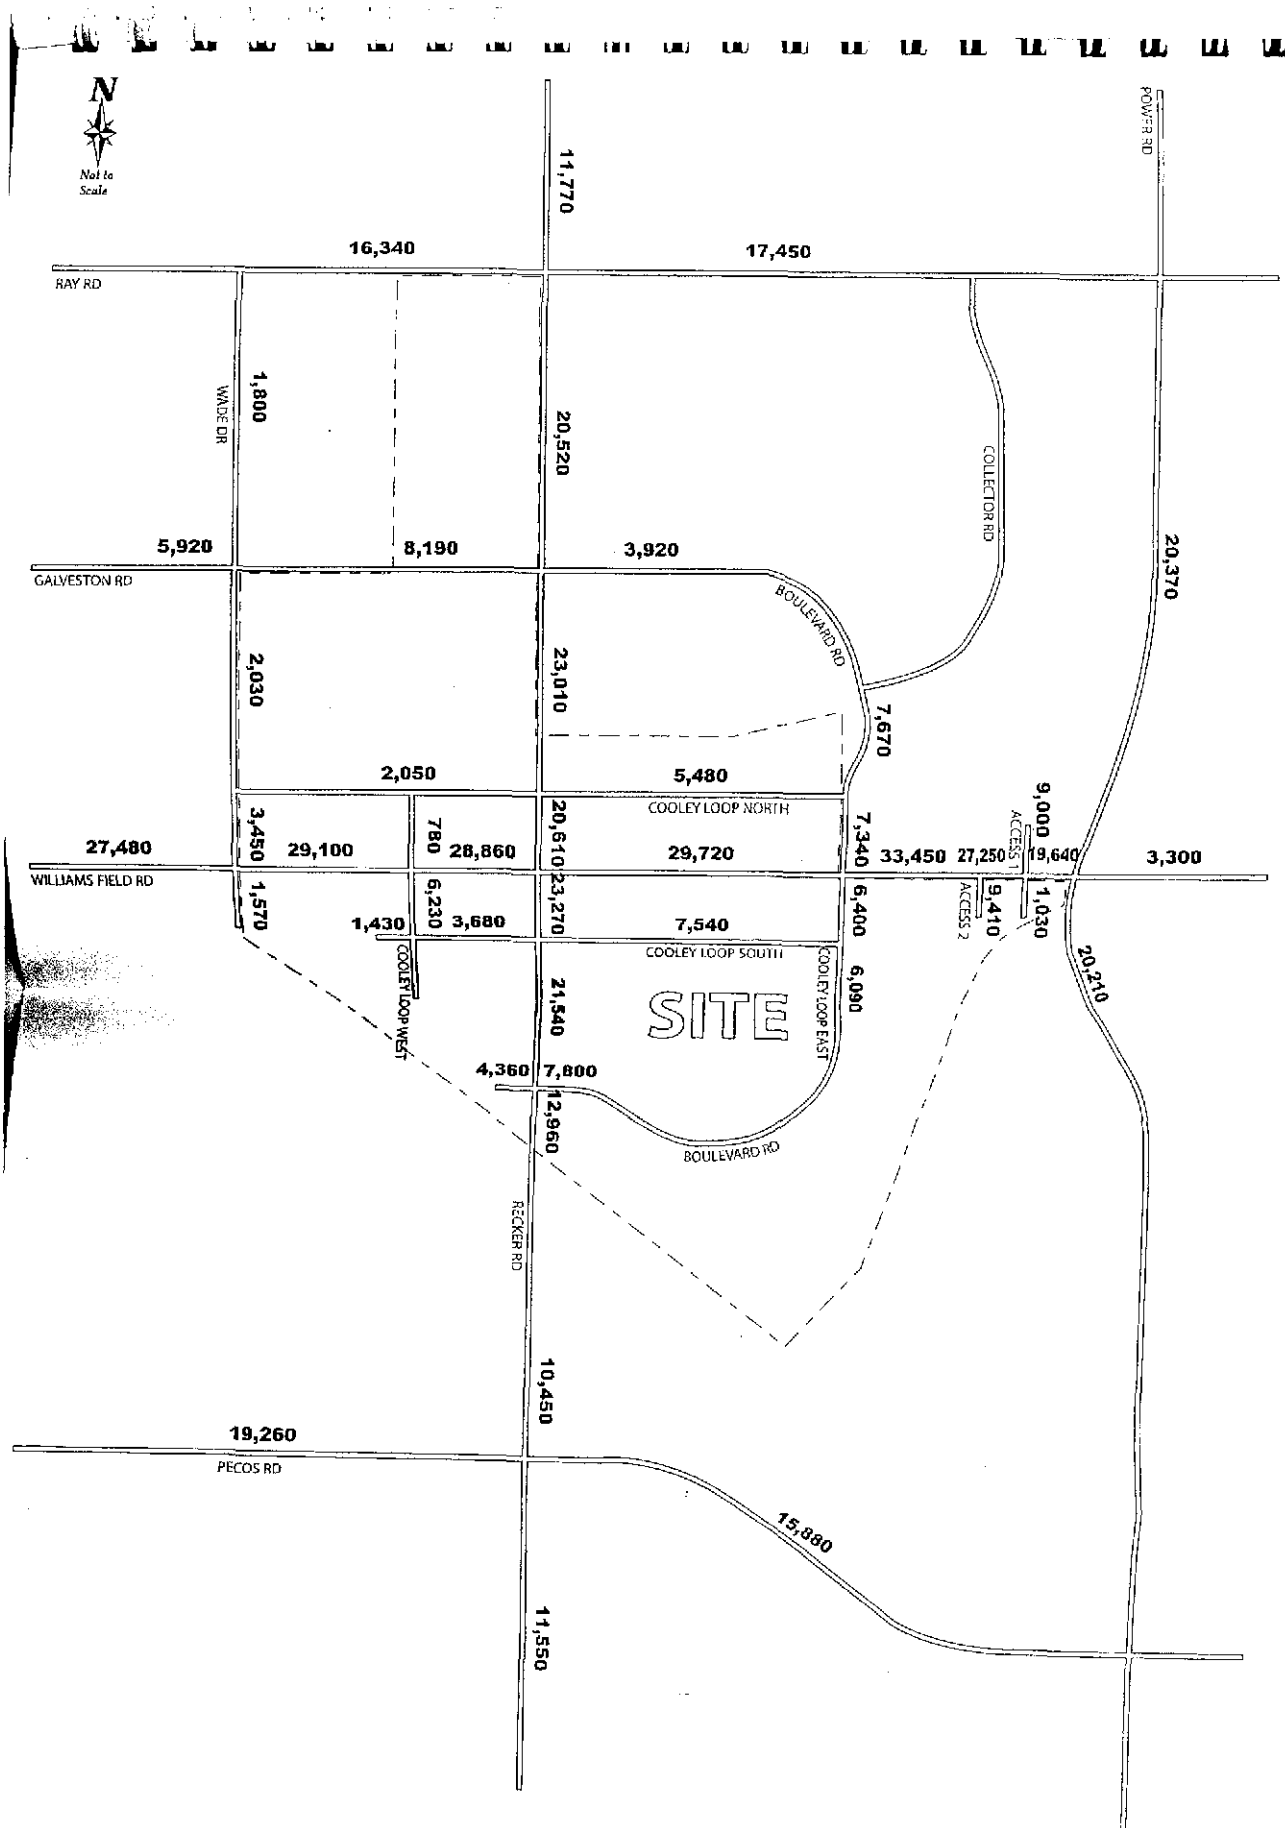 N
Not to
Scale
POWER RD
11,770
16,340
17,450
RAY RD
1,800
WADE DR
20,520
COLLECTOR RD
20,370
5,920
8,190
3,920
GALVESTON RD
BOULEVARD RD
2,030
23,010
7,670
2,050
5,480
COOLEY LOOP NORTH
9,000
ACCESS 1
3,450
780
20,610
7,340
27,480
29,100
28,860
29,720
33,450
27,250
19,640
3,300
WILLIAMS FIELD RD
1,570
6,230
23,270
6,400
ACCESS 2
9,410
1,030
1,430
3,680
7,540
COOLEY LOOP SOUTH
COOLEY LOOP WEST
21,540
SITE
COOLEY LOOP EAST
6,090
20,210
4,360
7,800
12,960
BOULEVARD RD
RECKER RD
10,450
19,260
PECOS RD
15,880
11,550